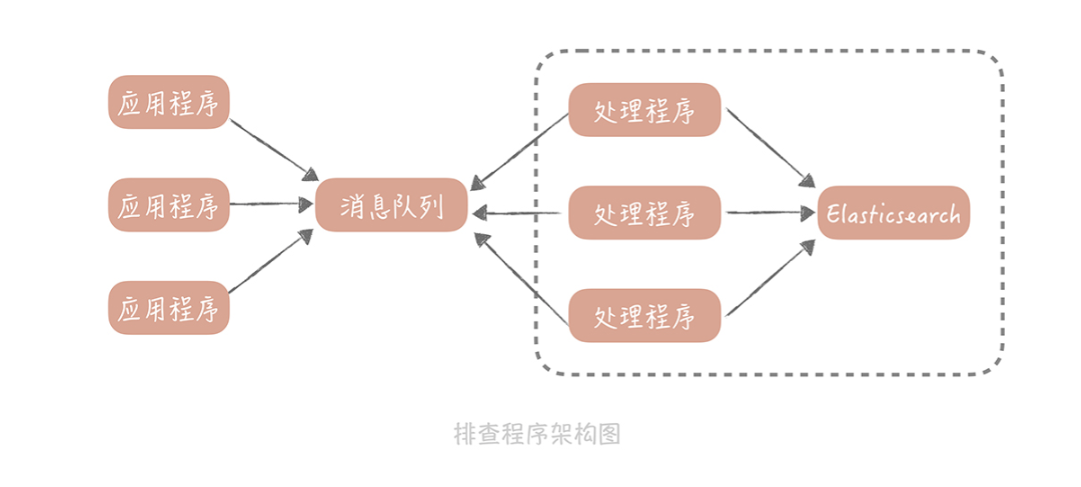 应用程序
应用程序
应用程序
消息队列
处理程序
处理程序
处理程序
Elasticsearch
排查程序架构图